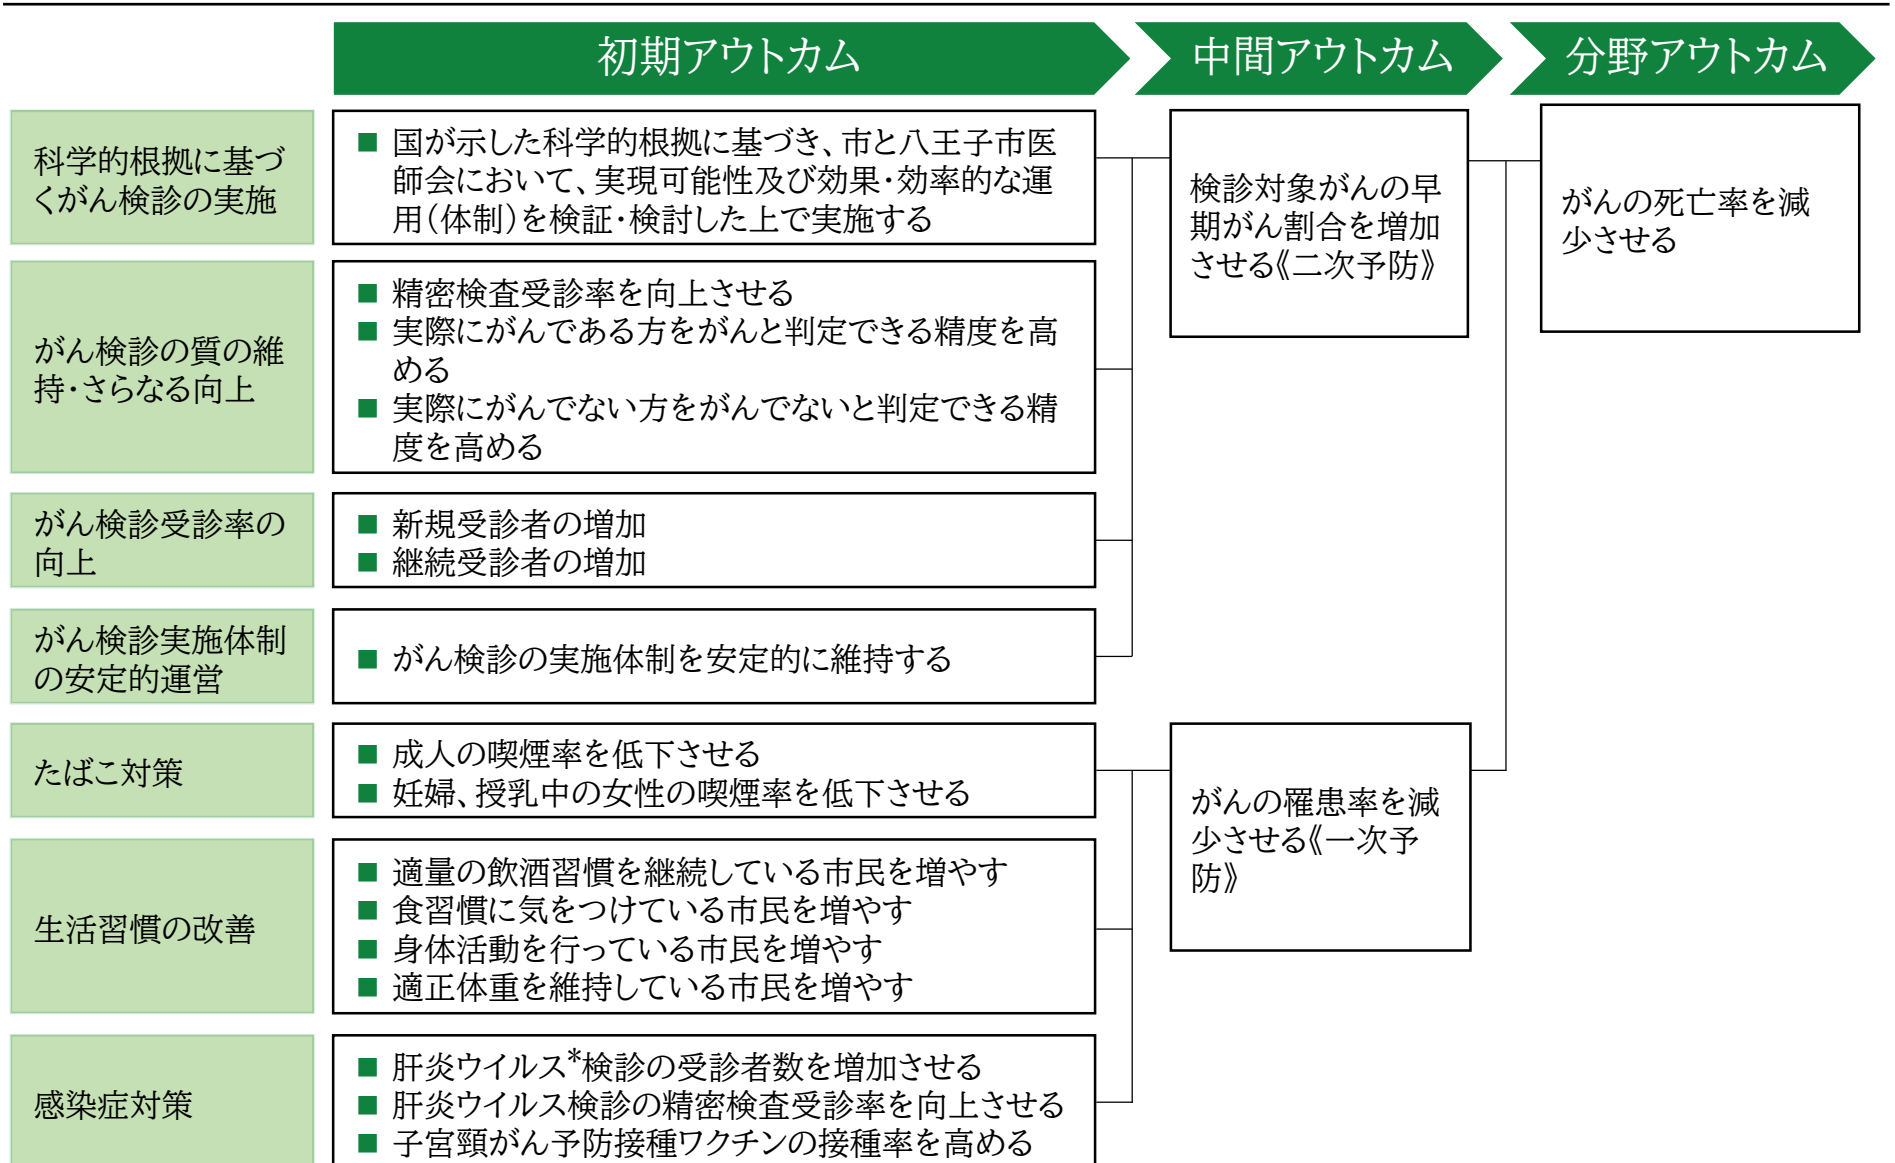 初期アウトカム
中間アウトカム
分野アウトカム
科学的根拠に基づ
くがん検診の実施
■ 国が示した科学的根拠に基づき、市と八王子市医
師会において、実現可能性及び効果・効率的な運
用（体制）を検証・検討した上で実施する
検診対象がんの早
期がん割合を増加
させる《二次予防》
がんの死亡率を減
少させる
がん検診の質の維
持・さらなる向上
■ 精密検査受診率を向上させる
■ 実際にがんである方をがんと判定できる精度を高
める
■ 実際にがんでない方をがんでないと判定できる精
度を高める
がん検診受診率の
向上
■ 新規受診者の増加
■ 継続受診者の増加
がん検診実施体制
の安定的運営
■ がん検診の実施体制を安定的に維持する
たばこ対策
■ 成人の喫煙率を低下させる
■ 妊婦、授乳中の女性の喫煙率を低下させる
がんの罹患率を減
少させる《一次予
防》
生活習慣の改善
■ 適量の飲酒習慣を継続している市民を増やす
■ 食習慣に気をつけている市民を増やす
■ 身体活動を行っている市民を増やす
■ 適正体重を維持している市民を増やす
感染症対策
■ 肝炎ウイルス*検診の受診者数を増加させる
■ 肝炎ウイルス検診の精密検査受診率を向上させる
■ 子宮頸がん予防接種ワクチンの接種率を高める